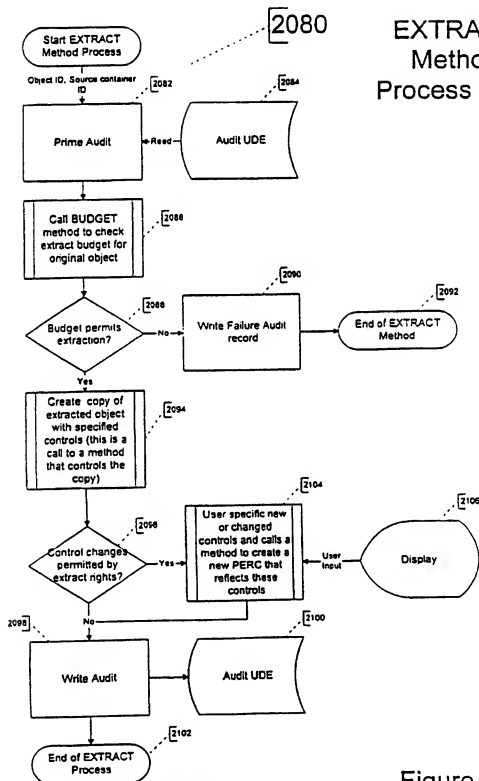 2080
EXTRA
Metho
Process
Start EXTRACT
Method Process
Object ID, Source container
ID
2082
2084
Prime Audit
Read
Audit UDE
Call BUDGET
method to check
extract budget for
original object
2088
2090
2092
2088
Budget permits
extraction?
No
Write Failure Audit
record
End of EXTRACT
Method
Yes
Create copy of
extracted object
with specified
controls (this is a
call to a method
that controls the
copy)
2094
2104
2106
2096
Control changes
permitted by
extract rights?
Yes
User specific new
or changed
controls and calls a
method to create a
new PERC that
reflects these
controls
User
Input
Display
No
2098
2100
Write Audit
Audit UDE
2102
End of EXTRACT
Process
Figure